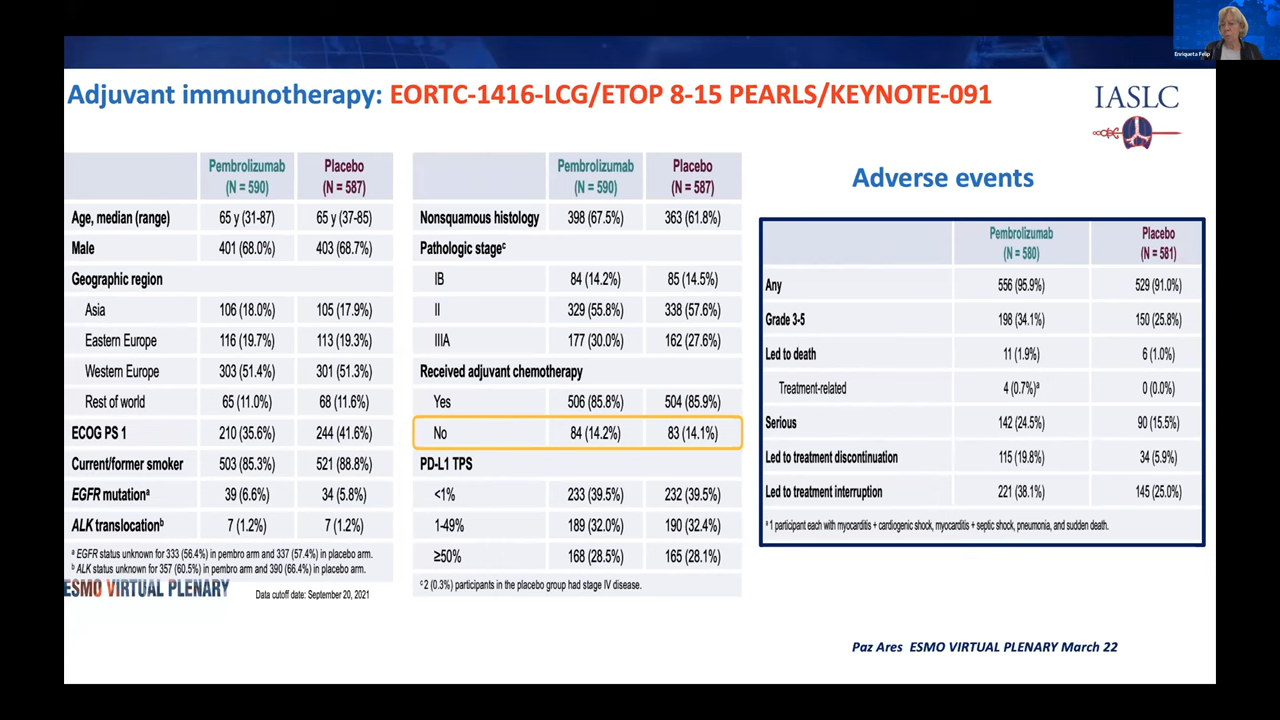 Enriqueta Felip
Adjuvant immunotherapy: EORTC-1416-LCG/ETOP 8-15 PEARLS/KEYNOTE-091
IASLC
Pembrolizumab (N = 590) Placebo (N = 587)
Age, median (range) 65 y (31-87) 65 y (37-85)
Male 401 (68.0%) 403 (68.7%)
Geographic region
Asia 106 (18.0%) 105 (17.9%)
Eastern Europe 116 (19.7%) 113 (19.3%)
Western Europe 303 (51.4%) 301 (51.3%)
Rest of world 65 (11.0%) 68 (11.6%)
ECOG PS 1 210 (35.6%) 244 (41.6%)
Current/former smoker 503 (85.3%) 521 (88.8%)
EGFR mutationᵃ 39 (6.6%) 34 (5.8%)
ALK translocationᵇ 7 (1.2%) 7 (1.2%)
ᵃ EGFR status unknown for 333 (56.4%) in pembro arm and 337 (57.4%) in placebo arm.
ᵇ ALK status unknown for 357 (60.5%) in pembro arm and 390 (66.4%) in placebo arm.
ESMO VIRTUAL PLENARY
Data cutoff date: September 20, 2021
Pembrolizumab (N = 590) Placebo (N = 587)
Nonsquamous histology 398 (67.5%) 363 (61.8%)
Pathologic stageᶜ
IB 84 (14.2%) 85 (14.5%)
II 329 (55.8%) 338 (57.6%)
IIIA 177 (30.0%) 162 (27.6%)
Received adjuvant chemotherapy
Yes 506 (85.8%) 504 (85.9%)
No 84 (14.2%) 83 (14.1%)
PD-L1 TPS
<1% 233 (39.5%) 232 (39.5%)
1-49% 189 (32.0%) 190 (32.4%)
≥50% 168 (28.5%) 165 (28.1%)
ᶜ 2 (0.3%) participants in the placebo group had stage IV disease.
Adverse events
Pembrolizumab (N = 580) Placebo (N = 581)
Any 556 (95.9%) 529 (91.0%)
Grade 3-5 198 (34.1%) 150 (25.8%)
Led to death 11 (1.9%) 6 (1.0%)
Treatment-related 4 (0.7%)ᵃ 0 (0.0%)
Serious 142 (24.5%) 90 (15.5%)
Led to treatment discontinuation 115 (19.8%) 34 (5.9%)
Led to treatment interruption 221 (38.1%) 145 (25.0%)
ᵃ 1 participant each with myocarditis + cardiogenic shock, myocarditis + septic shock, pneumonia, and sudden death.
Paz Ares ESMO VIRTUAL PLENARY March 22